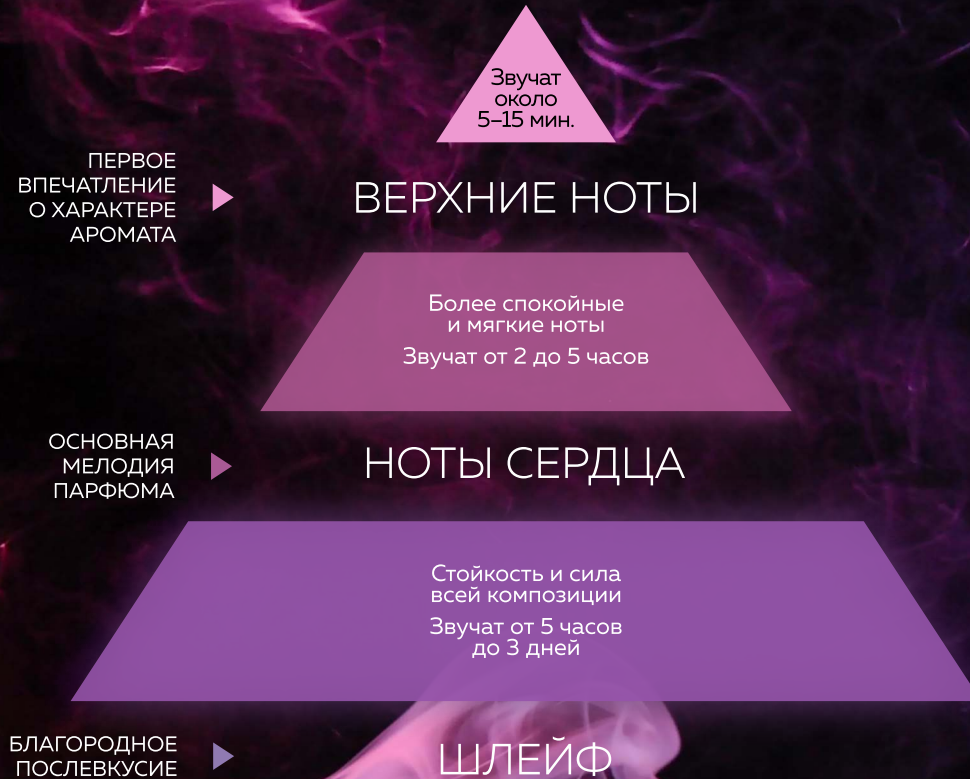 Звучат
около
5–15 мин.
ПЕРВОЕ
ВПЕЧАТЛЕНИЕ
О ХАРАКТЕРЕ
АРОМАТА
ВЕРХНИЕ НОТЫ
Более спокойные
и мягкие ноты
Звучат от 2 до 5 часов
ОСНОВНАЯ
МЕЛОДИЯ
ПАРФЮМА
НОТЫ СЕРДЦА
Стойкость и сила
всей композиции
Звучат от 5 часов
до 3 дней
БЛАГОРОДНОЕ
ПОСЛЕВКУСИЕ
ШЛЕЙФ